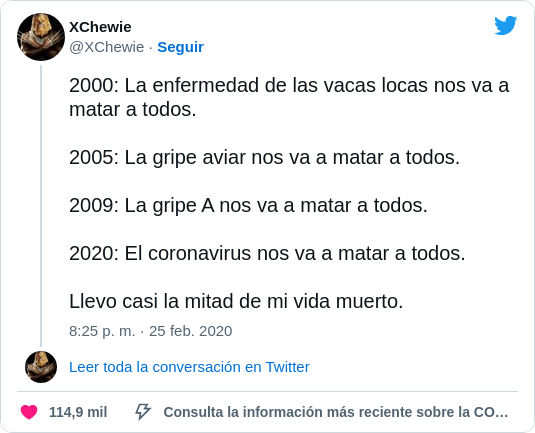 XChewie
@XChewie · Seguir
2000: La enfermedad de las vacas locas nos va a
matar a todos.
2005: La gripe aviar nos va a matar a todos.
2009: La gripe A nos va a matar a todos.
2020: El coronavirus nos va a matar a todos.
Llevo casi la mitad de mi vida muerto.
8:25 p. m. · 25 feb. 2020
Leer toda la conversación en Twitter
114,9 mil Consulta la información más reciente sobre la CO…